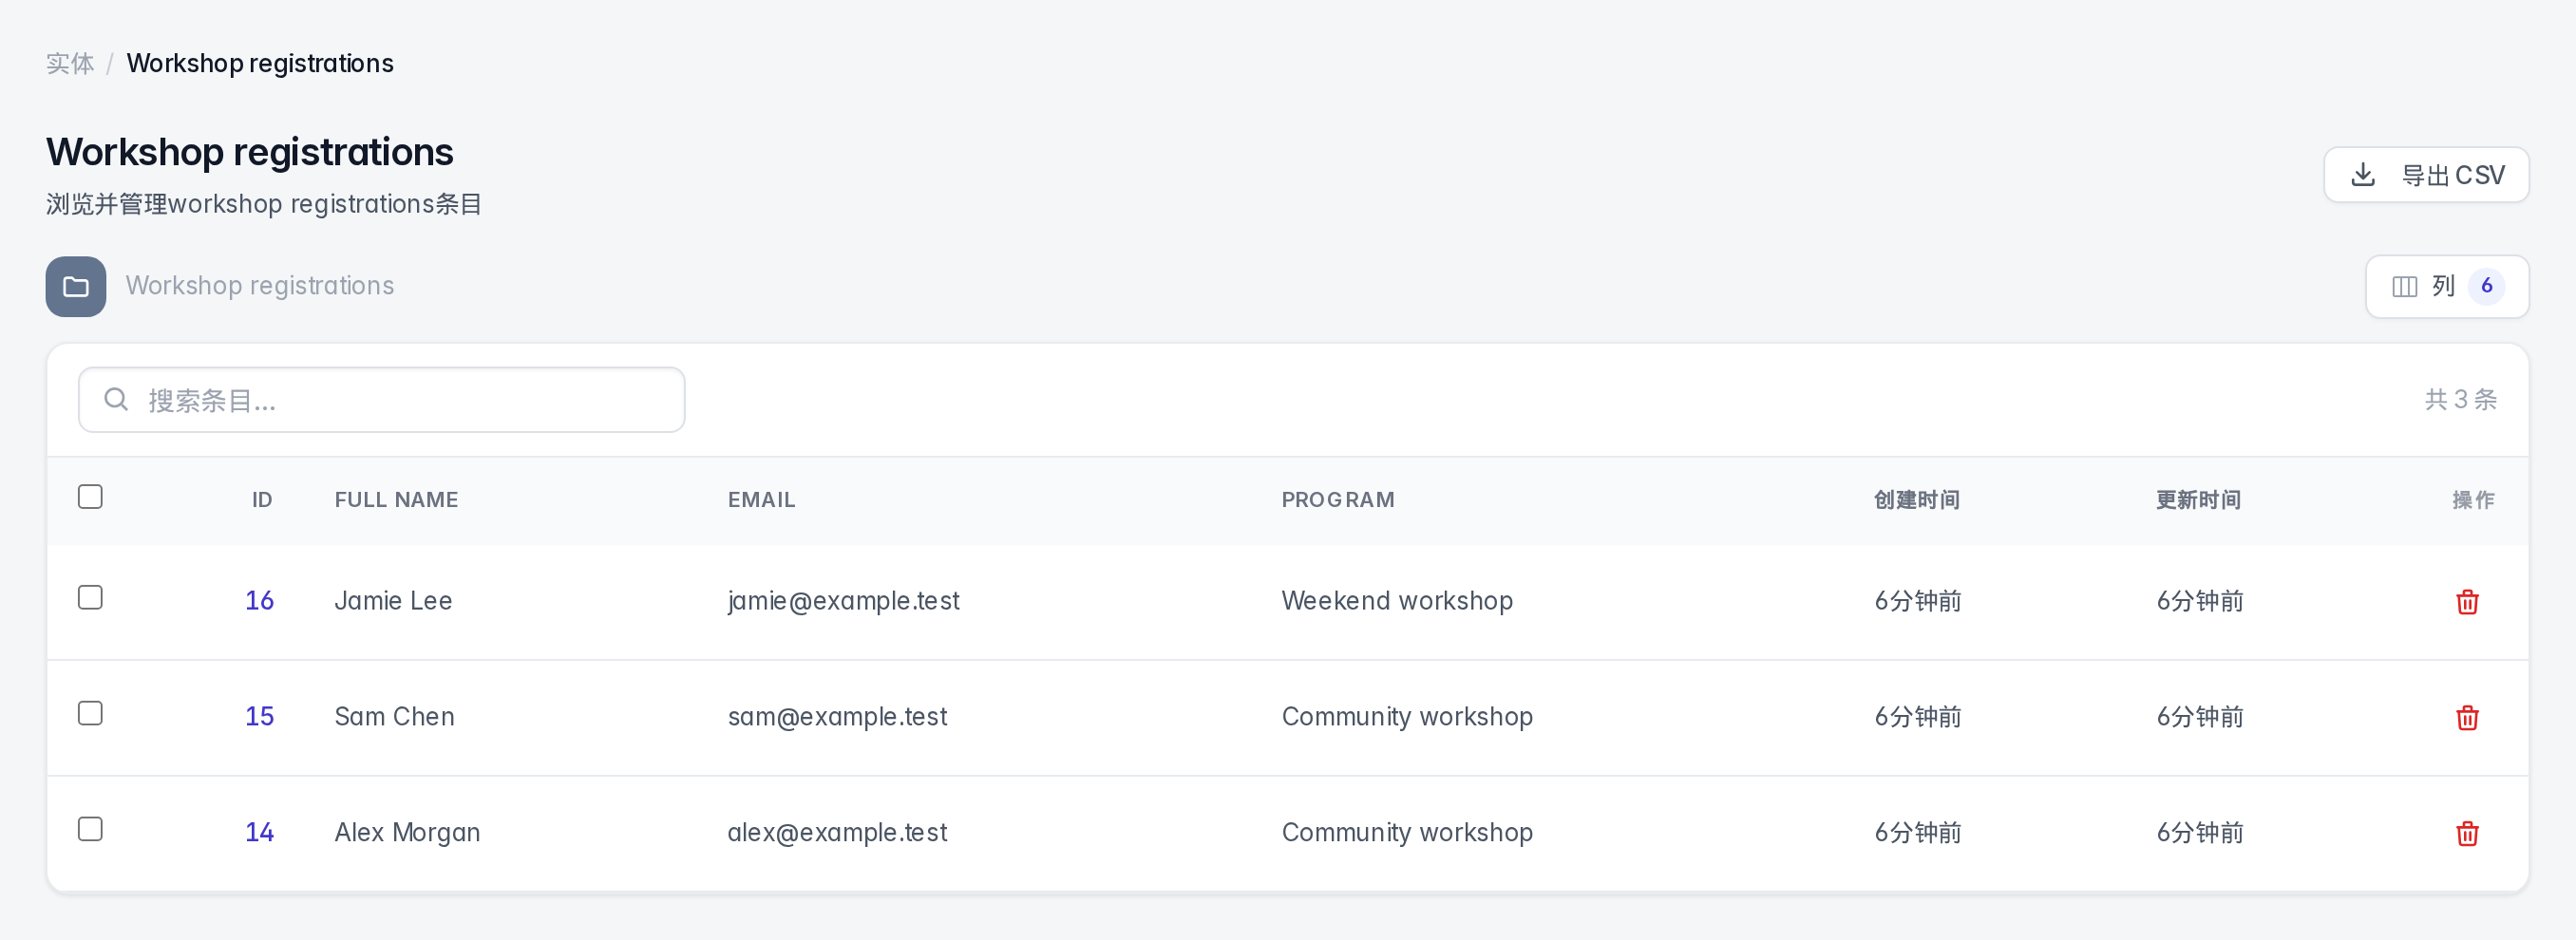 实体 / Workshop registrations
Workshop registrations
浏览并管理workshop registrations条目
导出 CSV
Workshop registrations
列 6
搜索条目...
共 3 条
ID FULL NAME EMAIL PROGRAM 创建时间 更新时间 操作
16 Jamie Lee jamie@example.test Weekend workshop 6分钟前 6分钟前
15 Sam Chen sam@example.test Community workshop 6分钟前 6分钟前
14 Alex Morgan alex@example.test Community workshop 6分钟前 6分钟前